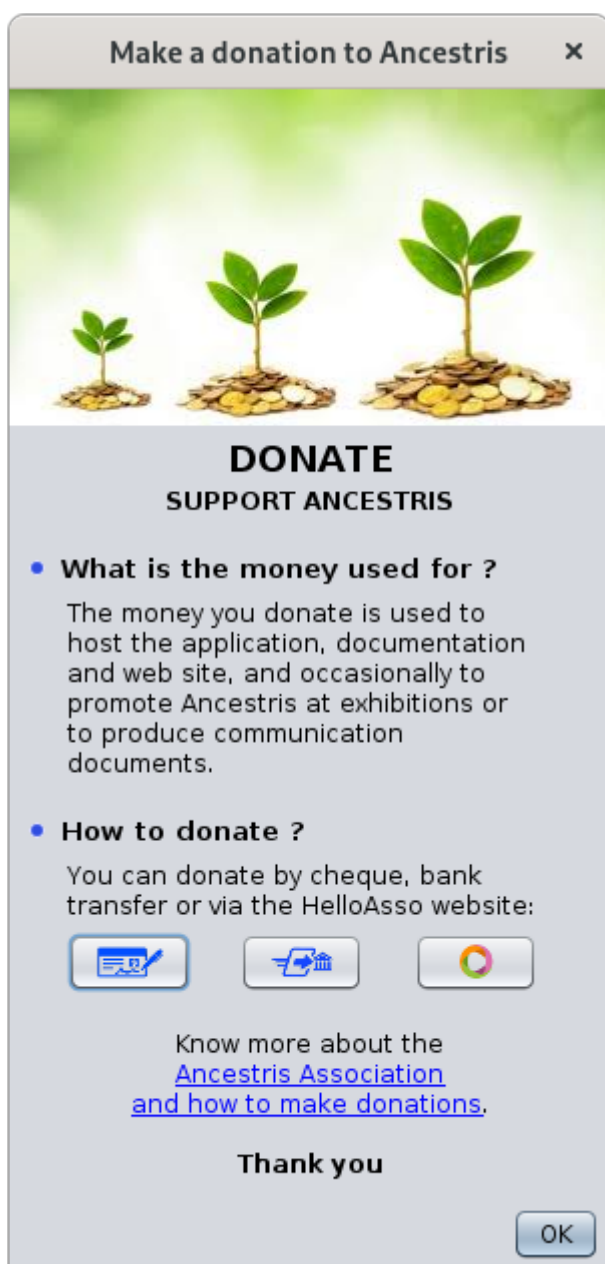 Make a donation to Ancestris
DONATE
SUPPORT ANCESTRIS
What is the money used for ?
The money you donate is used to
host the application, documentation
and web site, and occasionally to
promote Ancestris at exhibitions or
to produce communication
documents.
How to donate ?
You can donate by cheque, bank
transfer or via the HelloAsso website:
Know more about the
Ancestris Association
and how to make donations.
Thank you
OK